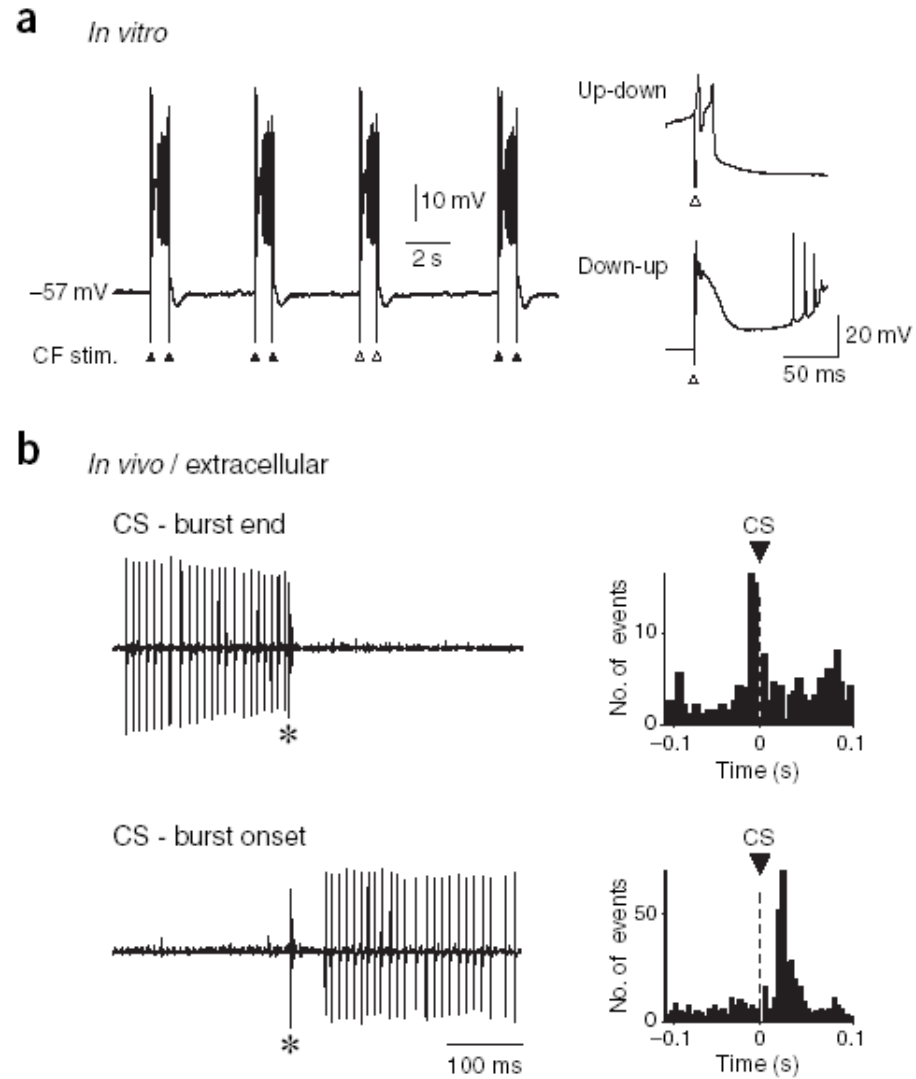 a
In vitro
Up-down
10 mV
2 s
–57 mV
CF stim.
Down-up
20 mV
50 ms
b
In vivo / extracellular
CS - burst end
*
CS
No. of events
10
0
–0.1 0 0.1
Time (s)
CS - burst onset
*
100 ms
CS
No. of events
50
0
–0.1 0 0.1
Time (s)